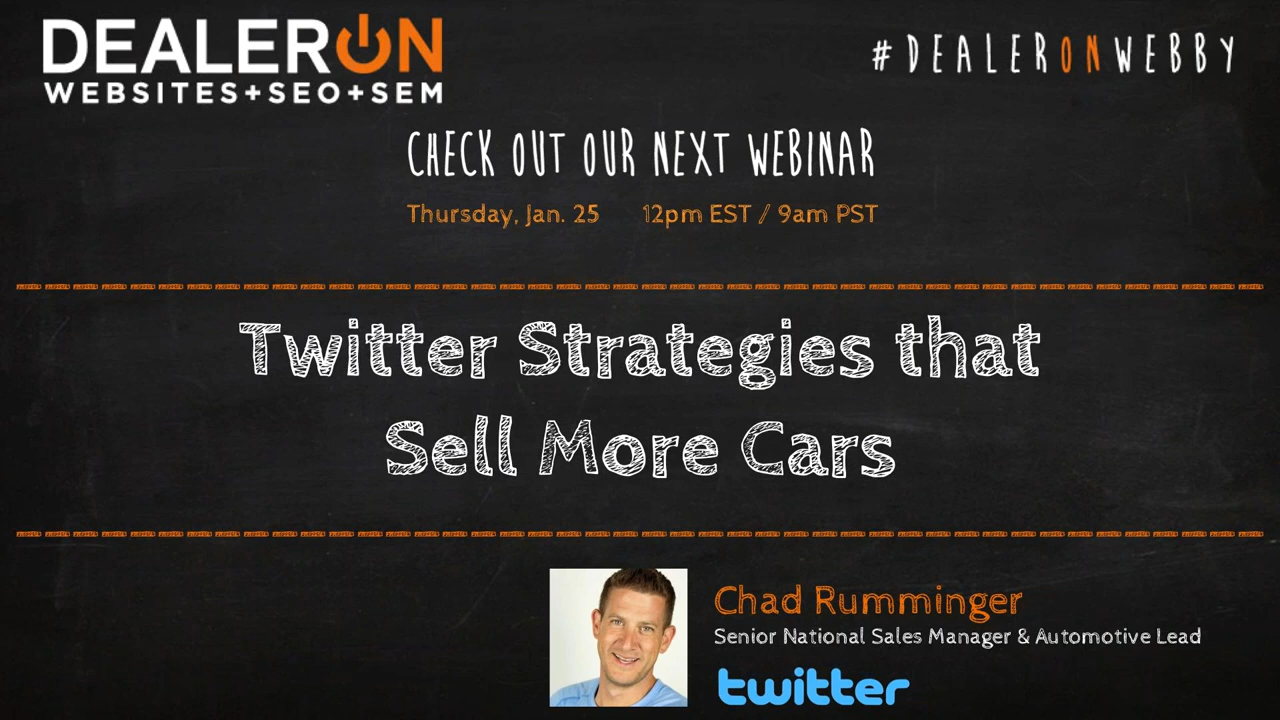 DEALERON
WEBSITES+SEO+SEM
#DEALERONWEBBY
CHECK OUT OUR NEXT WEBINAR
Thursday, Jan. 25 12pm EST / 9am PST
Twitter Strategies that
Sell More Cars
Chad Rumminger
Senior National Sales Manager & Automotive Lead
twitter